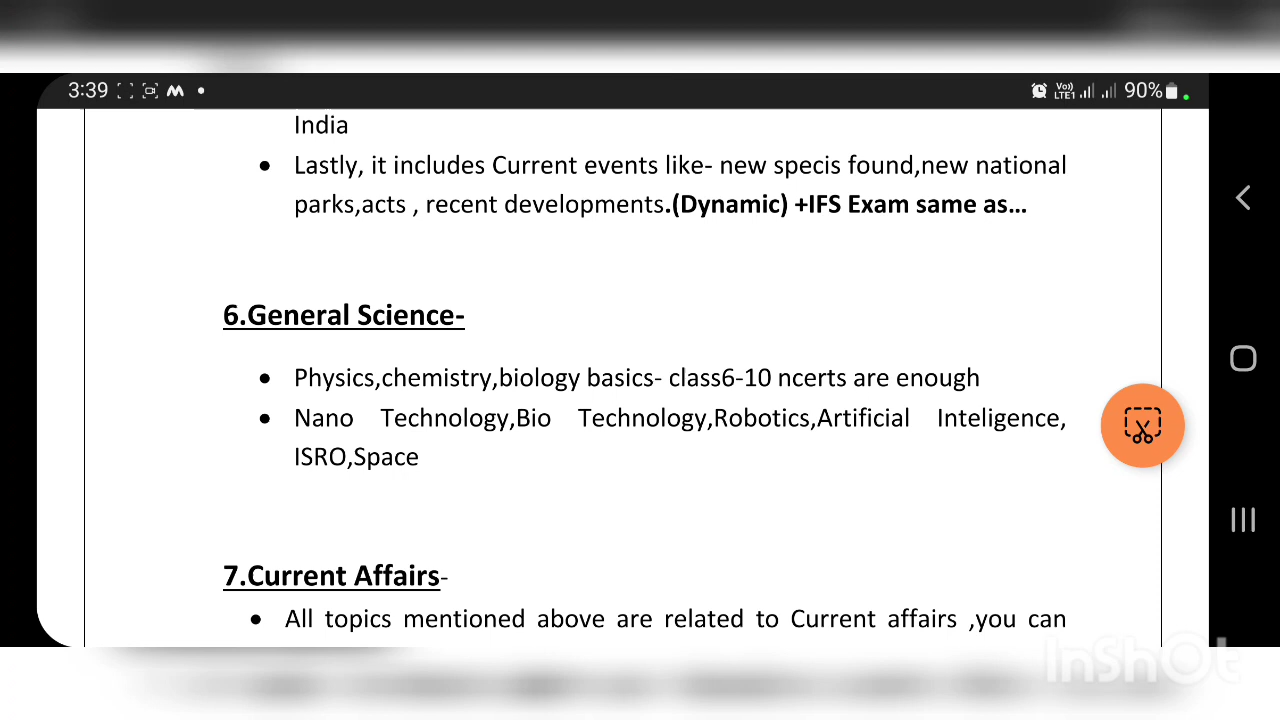 3:39
Vo)) LTE1 90%
India
• Lastly, it includes Current events like- new specis found,new national
parks,acts , recent developments.(Dynamic) +IFS Exam same as...
6.General Science-
• Physics,chemistry,biology basics- class6-10 ncerts are enough
• Nano Technology,Bio Technology,Robotics,Artificial Inteligence,
ISRO,Space
7.Current Affairs-
• All topics mentioned above are related to Current affairs ,you can
InShOt